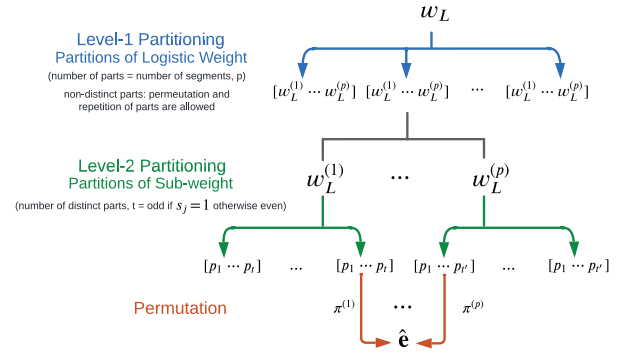 w_L
Level-1 Partitioning
Partitions of Logistic Weight
(number of parts = number of segments, p)
non-distinct parts: permutation and
repetition of parts are allowed
[w_L^{(1)} ⋯ w_L^{(p)}] [w_L^{(1)} ⋯ w_L^{(p)}] ⋯ [w_L^{(1)} ⋯ w_L^{(p)}]
Level-2 Partitioning
Partitions of Sub-weight
(number of distinct parts, t = odd if s_j = 1 otherwise even)
w_L^{(1)} ⋯ w_L^{(p)}
[p_1 ⋯ p_t] ⋯ [p_1 ⋯ p_t] [p_1 ⋯ p_{t'}] ⋯ [p_1 ⋯ p_{t'}]
Permutation
π^{(1)} ⋯ π^{(p)}
ê